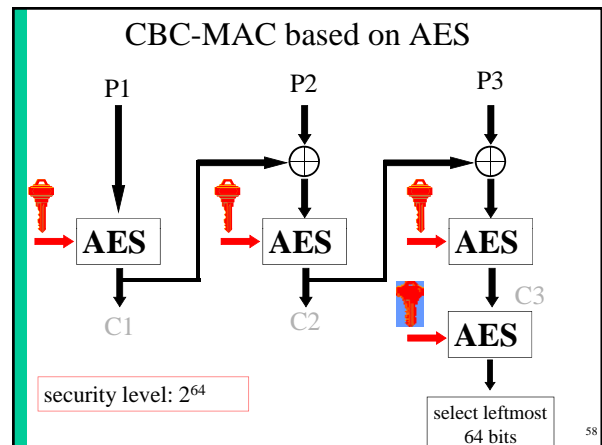 CBC-MAC based on AES
P1 P2 P3
AES AES AES
C1 C2 C3
AES
security level: 2⁶⁴
select leftmost
64 bits
58